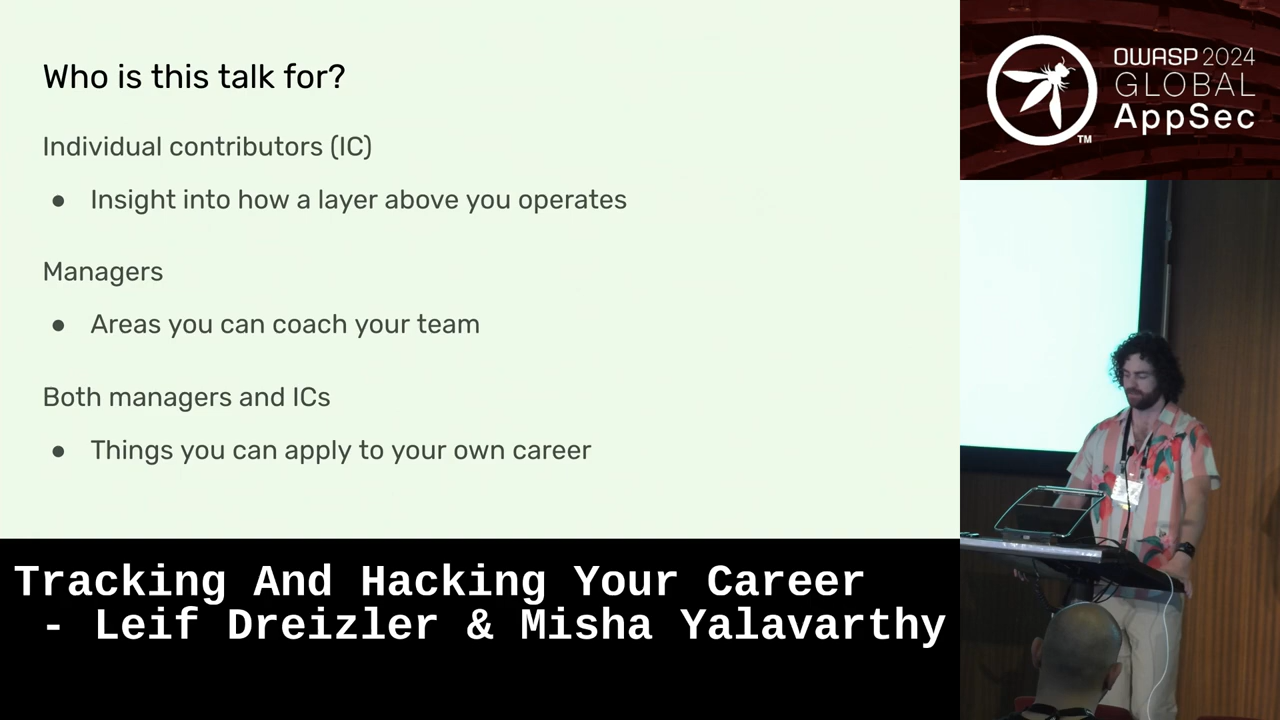 Who is this talk for?
Individual contributors (IC)
● Insight into how a layer above you operates
Managers
● Areas you can coach your team
Both managers and ICs
● Things you can apply to your own career
Tracking And Hacking Your Career
- Leif Dreizler & Misha Yalavarthy
OWASP 2024
GLOBAL
AppSec
TM